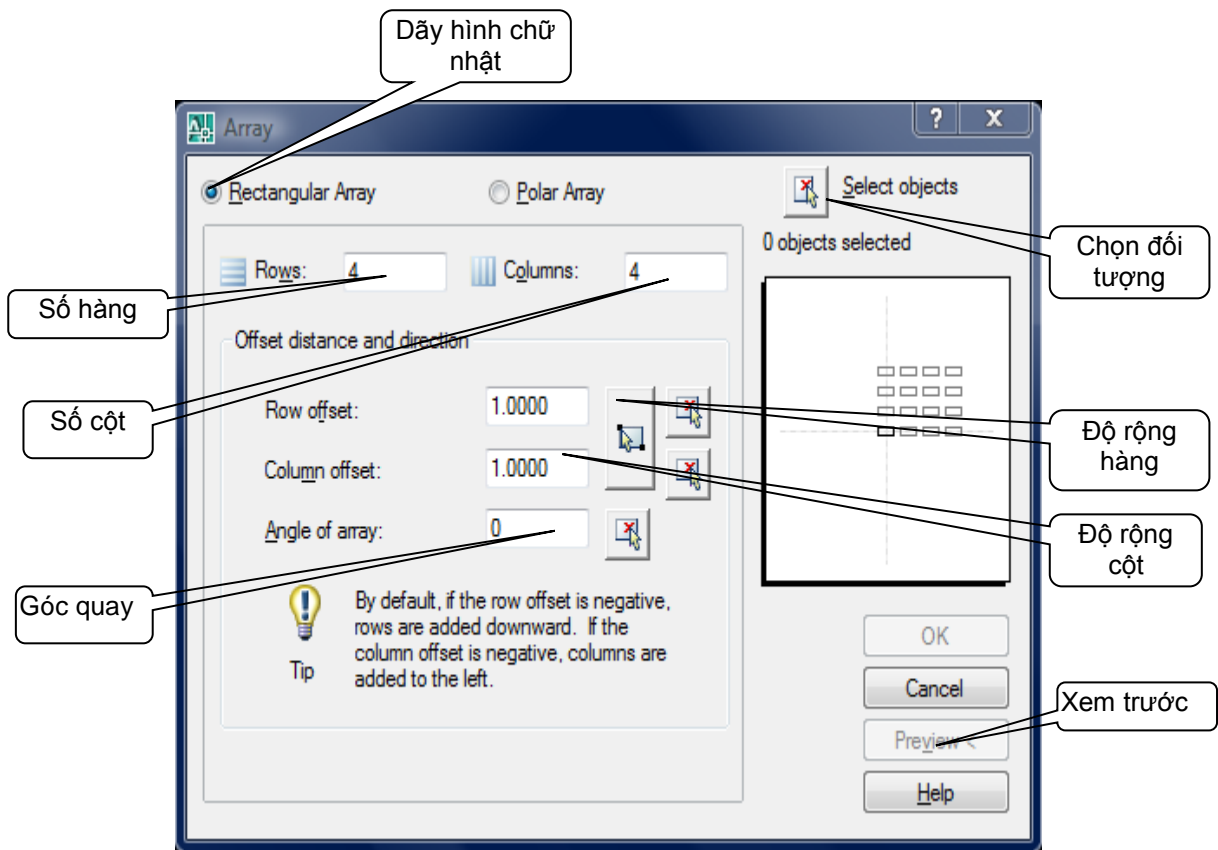 Dãy hình chữ
nhật
Array
? X
Rectangular Array
Polar Array
Select objects
0 objects selected
Chọn đối
tượng
Rows: 4
Columns: 4
Số hàng
Offset distance and direction
Row offset: 1.0000
Số cột
Độ rộng
hàng
Column offset: 1.0000
Angle of array: 0
Độ rộng
cột
Góc quay
Tip
By default, if the row offset is negative,
rows are added downward. If the
column offset is negative, columns are
added to the left.
OK
Cancel
Xem trước
Preview <
Help